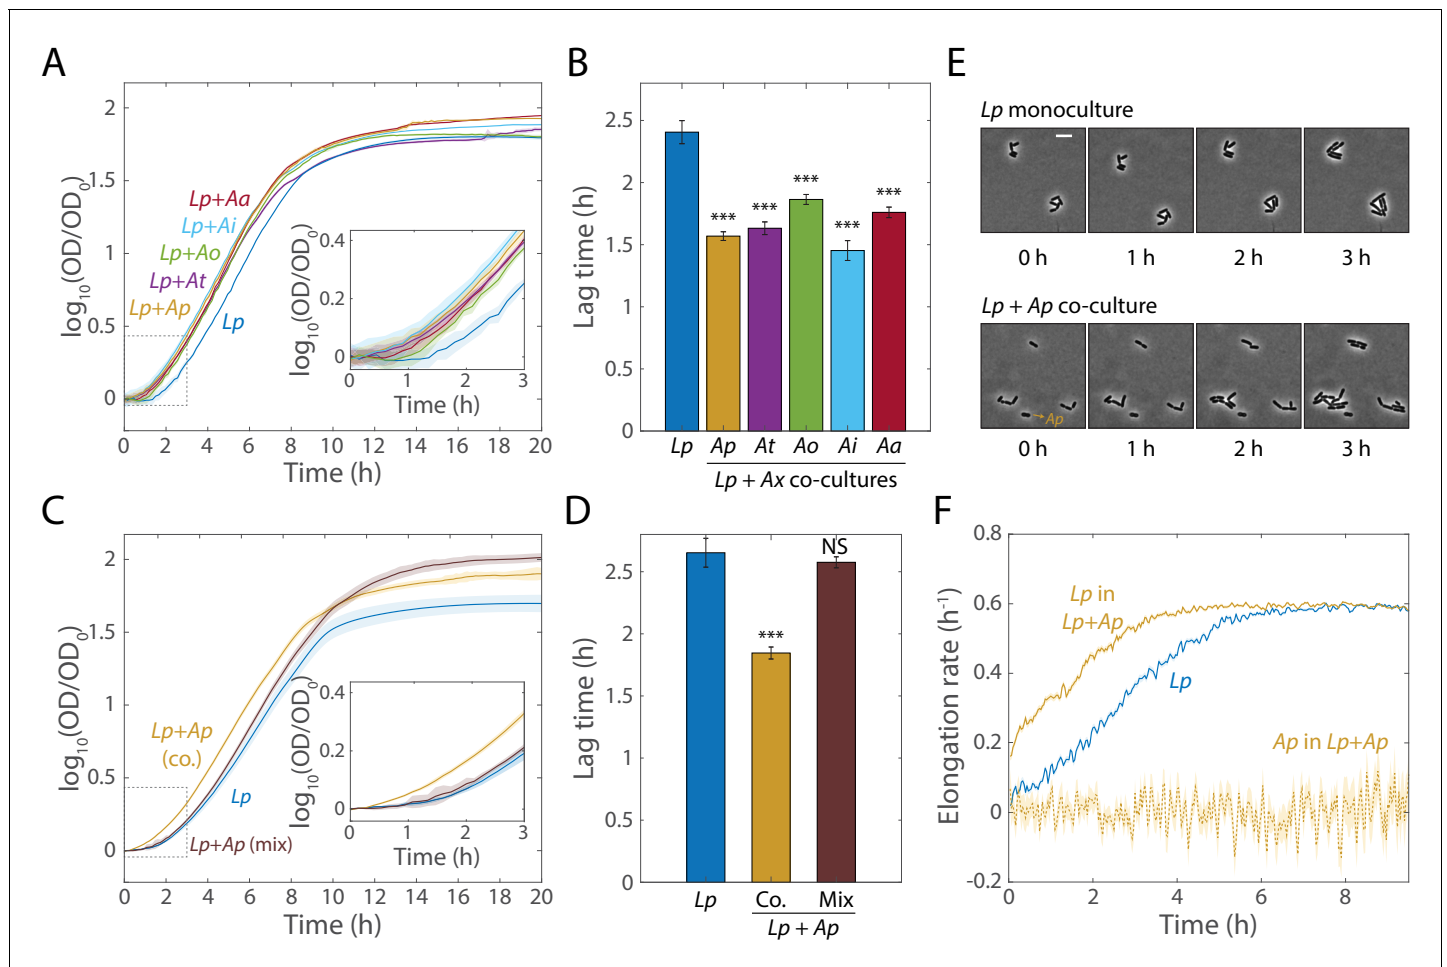 A
log10(OD/OD0)
2
1.5
1
0.5
0
Lp+Aa
Lp+Ai
Lp+Ao
Lp+At
Lp+Ap
Lp
log10(OD/OD0)
0.4
0.2
0
0 1 2 3
Time (h)
0 2 4 6 8 10 12 14 16 18 20
Time (h)
B
Lag time (h)
2.5
2
1.5
1
0.5
0
*** *** *** *** ***
Lp Ap At Ao Ai Aa
Lp + Ax co-cultures
E
Lp monoculture
0 h 1 h 2 h 3 h
Lp + Ap co-culture
Ap
0 h 1 h 2 h 3 h
C
log10(OD/OD0)
2
1.5
1
0.5
0
Lp+Ap
(co.)
Lp
Lp+Ap (mix)
log10(OD/OD0)
0.4
0.2
0
0 1 2 3
Time (h)
0 2 4 6 8 10 12 14 16 18 20
Time (h)
D
Lag time (h)
2.5
2
1.5
1
0.5
0
***
NS
Lp Co. Mix
Lp + Ap
F
Elongation rate (h-1)
0.8
0.6
0.4
0.2
0
-0.2
Lp in
Lp+Ap
Lp
Ap in Lp+Ap
0 2 4 6 8
Time (h)